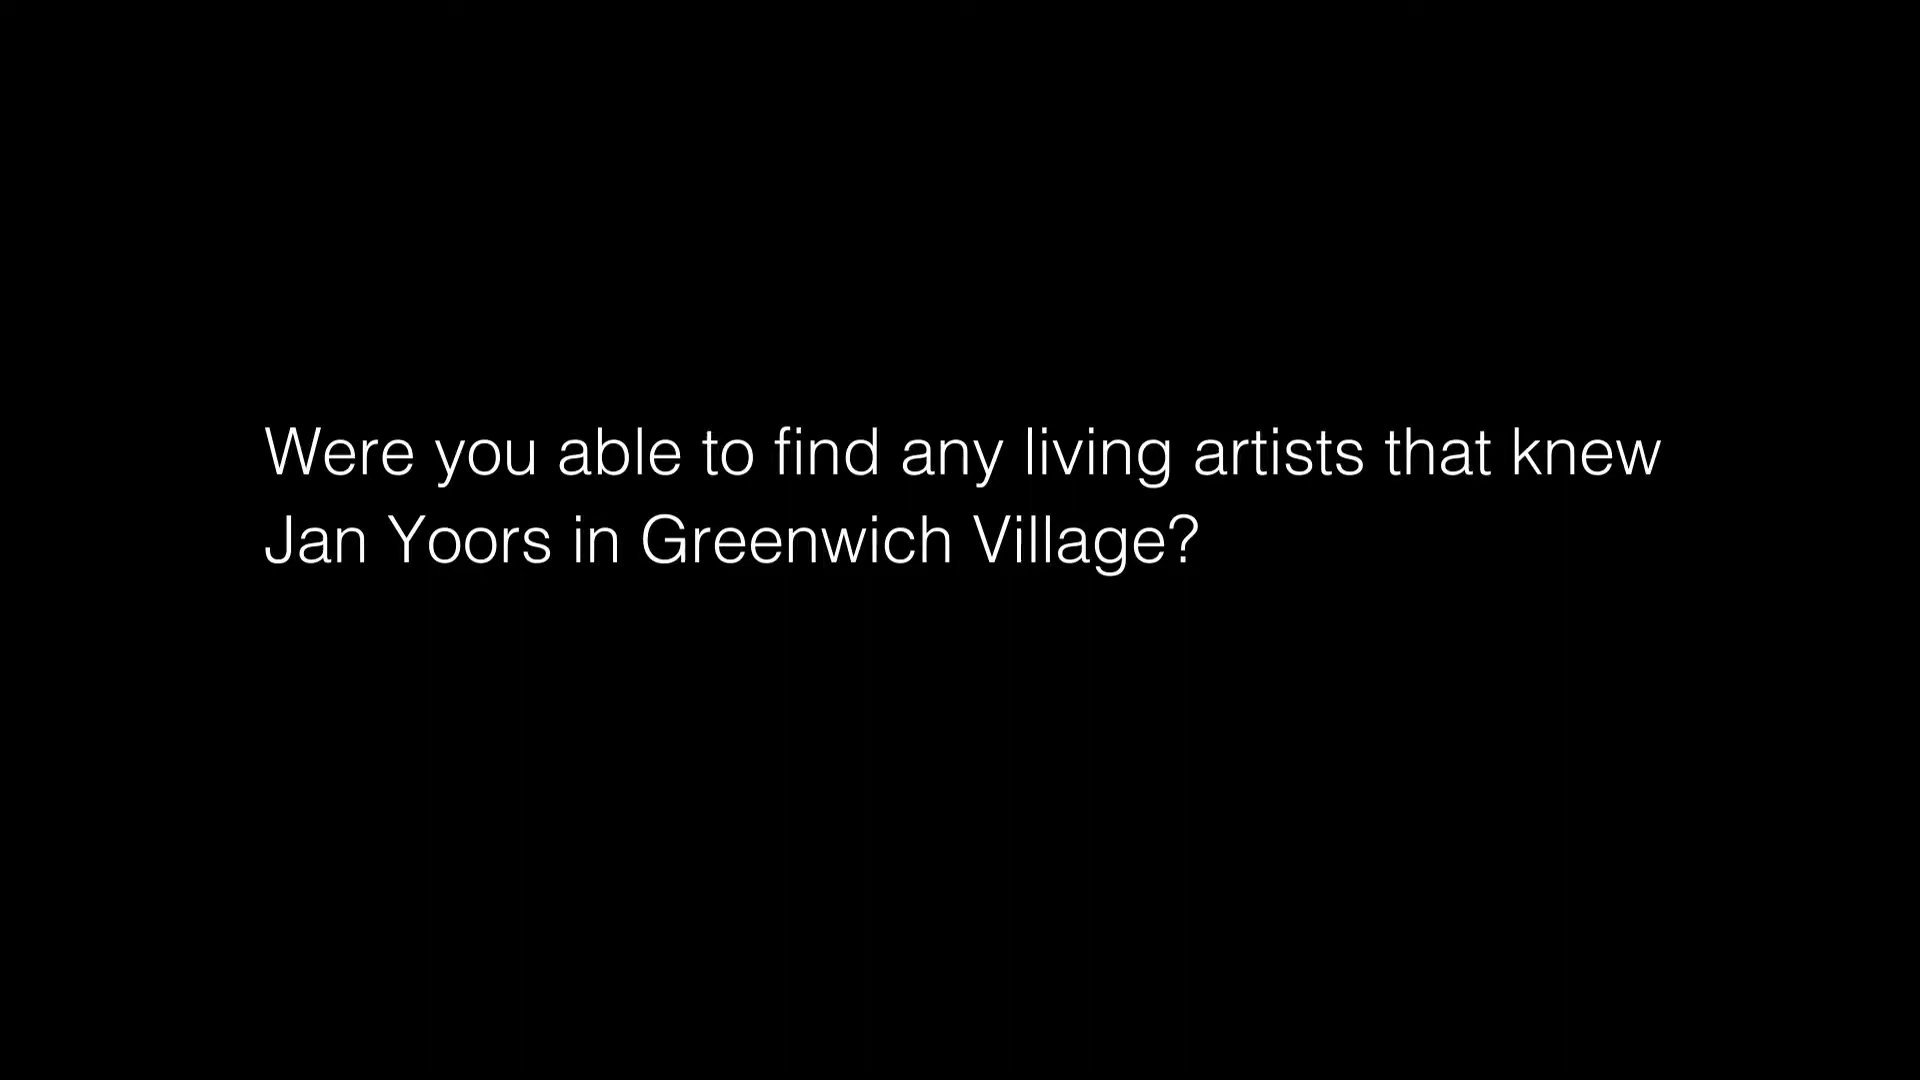 Were you able to find any living artists that knew
Jan Yoors in Greenwich Village?